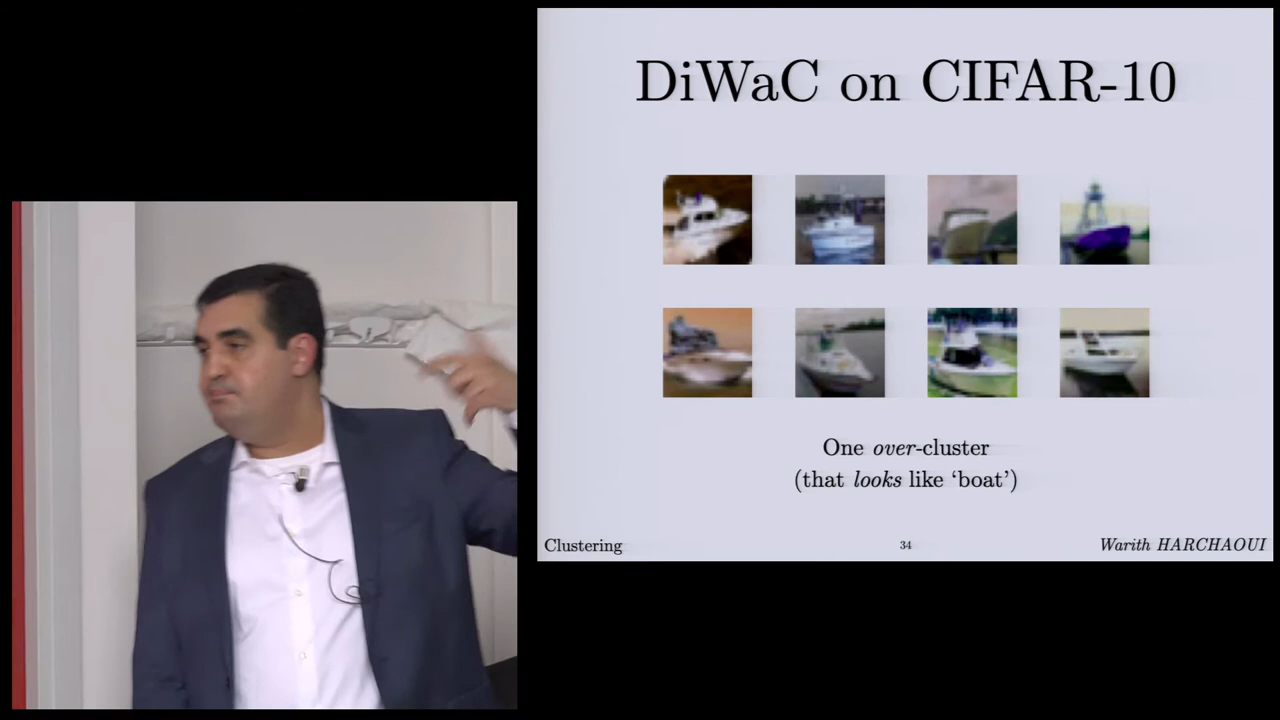 DiWaC on CIFAR-10
One over-cluster
(that looks like ‘boat’)
Clustering
34
Warith HARCHAOUI